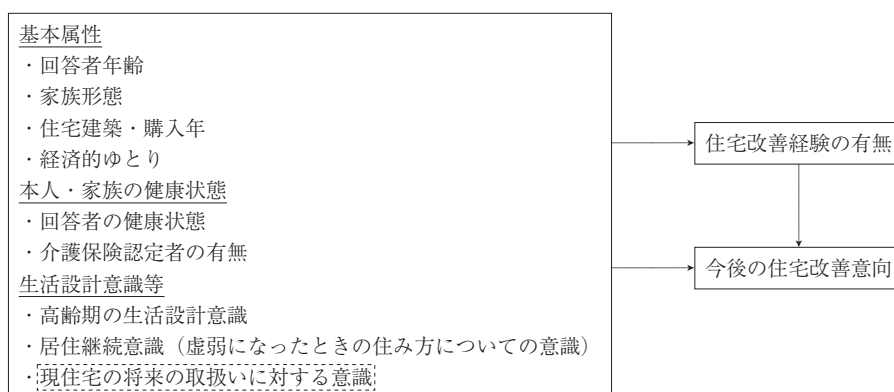 基本属性
・回答者年齢
・家族形態
・住宅建築・購入年
・経済的ゆとり
本人・家族の健康状態
・回答者の健康状態
・介護保険認定者の有無
生活設計意識等
・高齢期の生活設計意識
・居住継続意識（虚弱になったときの住み方についての意識）
・現住宅の将来の取扱いに対する意識
住宅改善経験の有無
今後の住宅改善意向